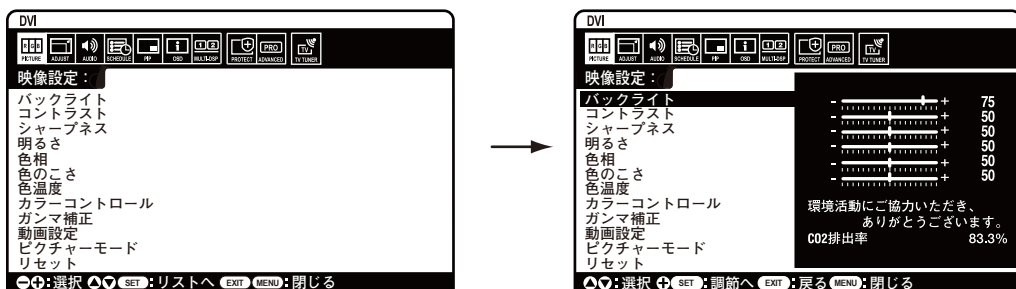 DVI
RGB
PICTURE ADJUST AUDIO SCHEDULE PIP OSD MULTI-DSP PROTECT ADVANCED TV TUNER
1 2
PRO
TV
映像設定：
バックライト
コントラスト
シャープネス
明るさ
色相
色のこさ
色温度
カラーコントロール
ガンマ補正
動画設定
ピクチャーモード
リセット
:選択 SET :リストへ EXIT MENU :閉じる
DVI
RGB
PICTURE ADJUST AUDIO SCHEDULE PIP OSD MULTI-DSP PROTECT ADVANCED TV TUNER
1 2
PRO
TV
映像設定：
バックライト
コントラスト
シャープネス
明るさ
色相
色のこさ
色温度
カラーコントロール
ガンマ補正
動画設定
ピクチャーモード
リセット
- + 75
- + 50
- + 50
- + 50
- + 50
- + 50
環境活動にご協力いただき、
ありがとうございます。
CO2排出率 83.3%
:選択 SET :調節へ EXIT :戻る MENU :閉じる